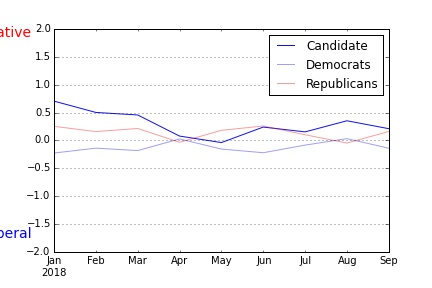 2.0
ative
Candidate
Democrats
Republicans
1.5
1.0
0.5
0.0
−0.5
−1.0
−1.5
beral
−2.0
Jan Feb Mar Apr May Jun Jul Aug Sep
2018